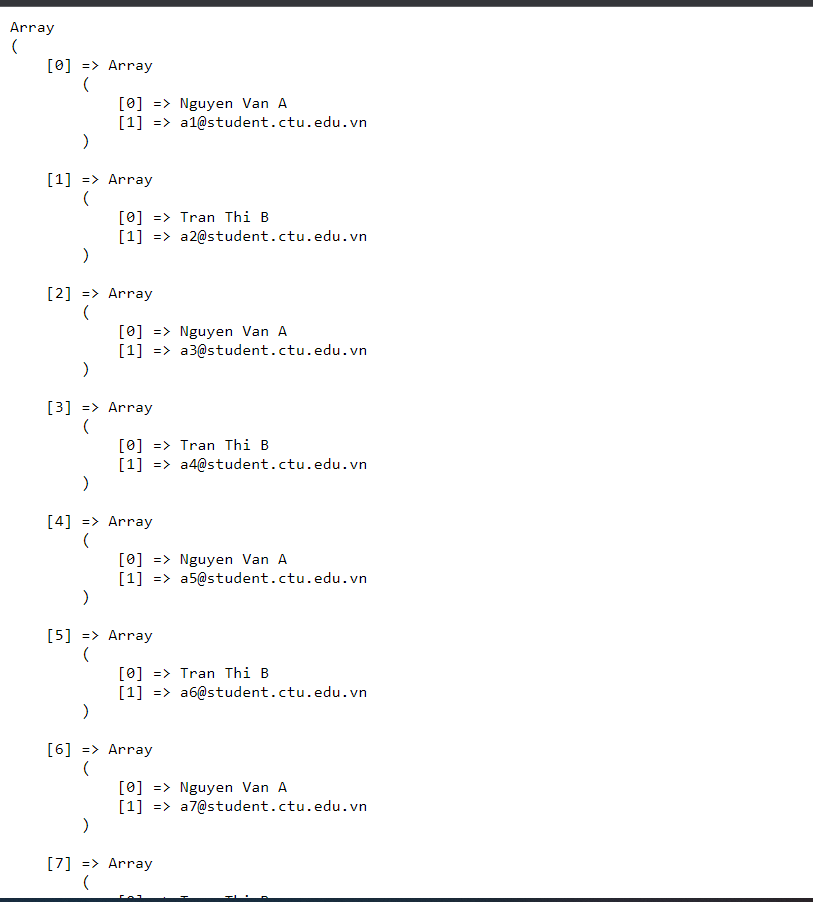 Array
(
    [0] => Array
        (
            [0] => Nguyen Van A
            [1] => a1@student.ctu.edu.vn
        )

    [1] => Array
        (
            [0] => Tran Thi B
            [1] => a2@student.ctu.edu.vn
        )

    [2] => Array
        (
            [0] => Nguyen Van A
            [1] => a3@student.ctu.edu.vn
        )

    [3] => Array
        (
            [0] => Tran Thi B
            [1] => a4@student.ctu.edu.vn
        )

    [4] => Array
        (
            [0] => Nguyen Van A
            [1] => a5@student.ctu.edu.vn
        )

    [5] => Array
        (
            [0] => Tran Thi B
            [1] => a6@student.ctu.edu.vn
        )

    [6] => Array
        (
            [0] => Nguyen Van A
            [1] => a7@student.ctu.edu.vn
        )

    [7] => Array
        (